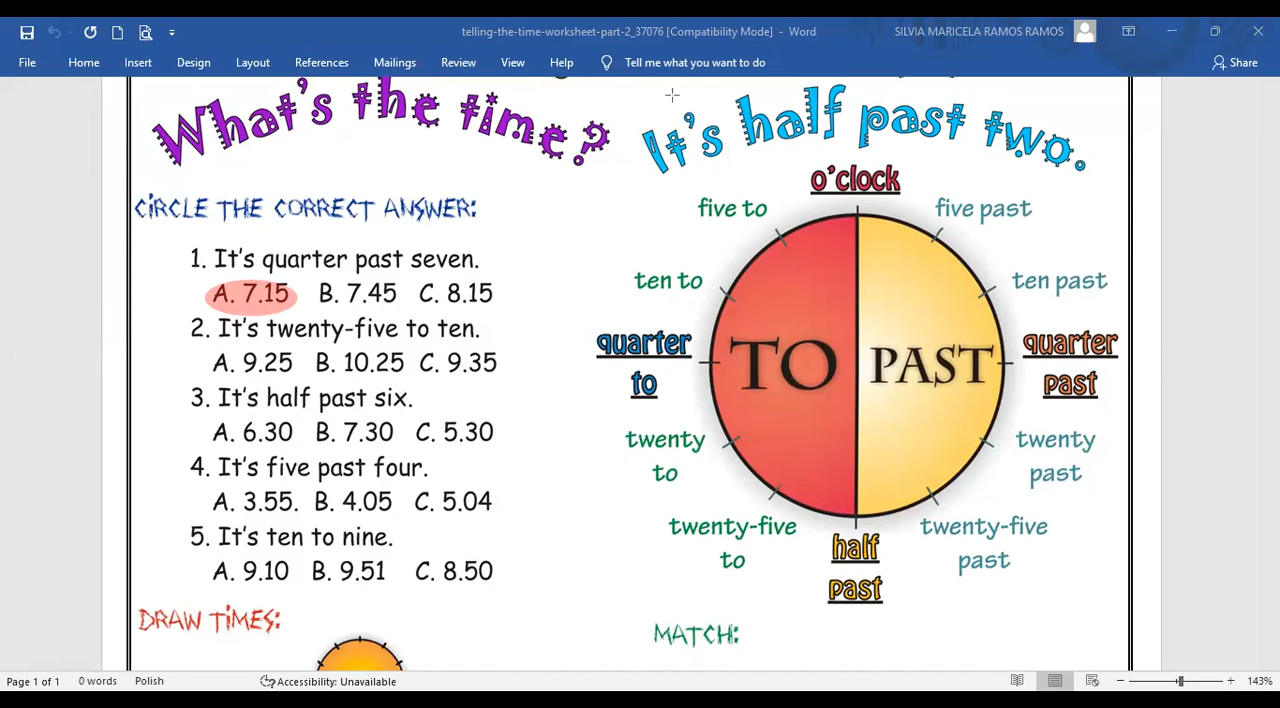 telling-the-time-worksheet-part-2_37076 [Compatibility Mode] - Word
SILVIA MARICELA RAMOS RAMOS
File Home Insert Design Layout References Mailings Review View Help Tell me what you want to do Share
What's the time?
It's half past two.
CIRCLE THE CORRECT ANSWER:
1. It's quarter past seven.
A. 7.15 B. 7.45 C. 8.15
2. It's twenty-five to ten.
A. 9.25 B. 10.25 C. 9.35
3. It's half past six.
A. 6.30 B. 7.30 C. 5.30
4. It's five past four.
A. 3.55. B. 4.05 C. 5.04
5. It's ten to nine.
A. 9.10 B. 9.51 C. 8.50
DRAW TIMES:
o'clock
five to
five past
ten to
ten past
quarter
to
TO PAST
quarter
past
twenty
to
twenty
past
twenty-five
to
half
past
twenty-five
past
MATCH:
Page 1 of 1 0 words Polish Accessibility: Unavailable 143%